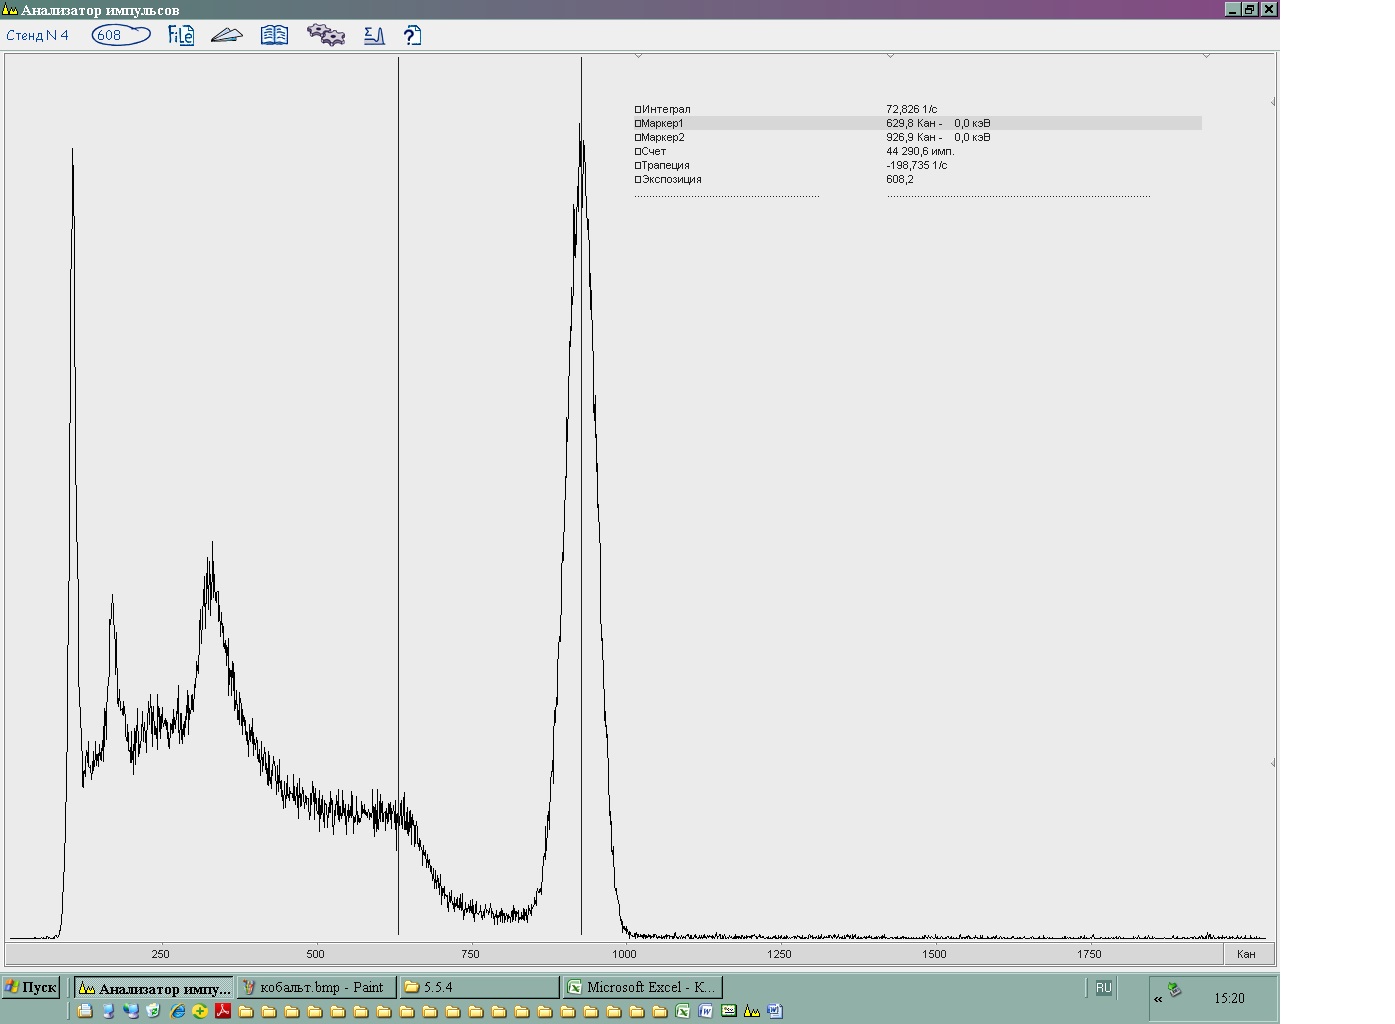 Анализатор импульсов
Стенд N 4 608 File
Интеграл 72,826 1/с
Маркер1 629,8 Кан - 0,0 кэВ
Маркер2 926,9 Кан - 0,0 кэВ
Счет 44 290,6 имп.
Трапеция -198,735 1/с
Экспозиция 608,2
250 500 750 1000 1250 1500 1750 Кан
Пуск Анализатор импу... кобальт.bmp - Paint 5.5.4 Microsoft Excel - К... RU « 15:20